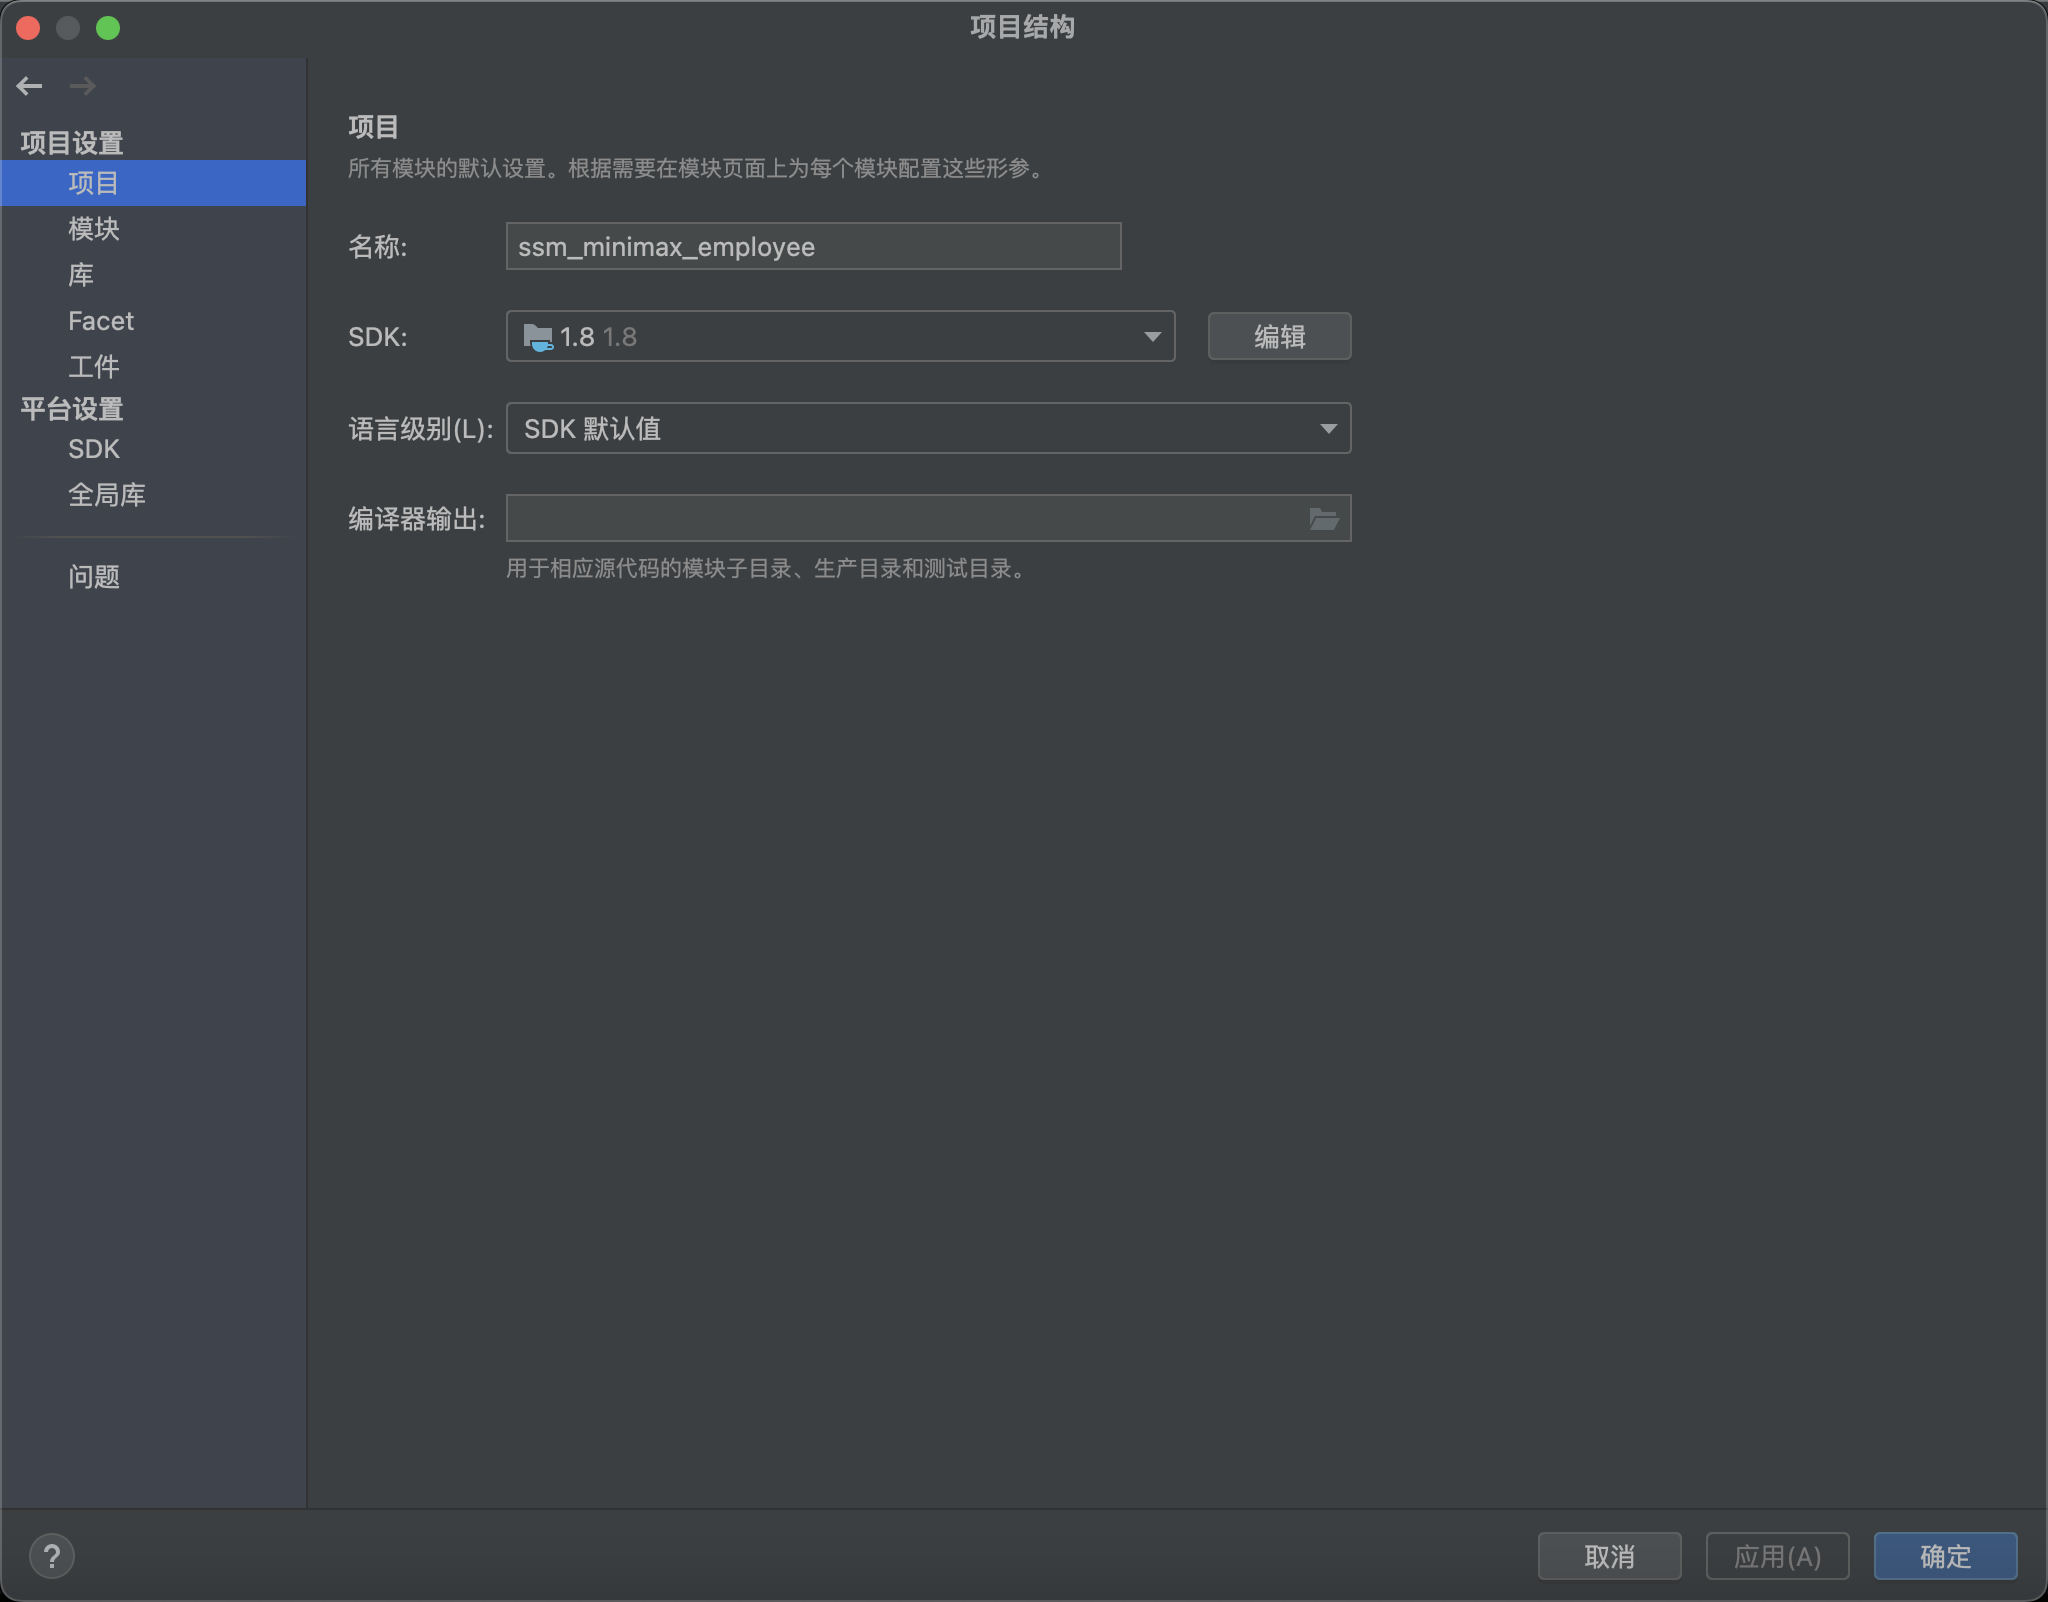 项目结构
项目设置
项目
模块
库
Facet
工件
平台设置
SDK
全局库
问题
项目
所有模块的默认设置。根据需要在模块页面上为每个模块配置这些形参。
名称: ssm_minimax_employee
SDK: 1.8 1.8 编辑
语言级别(L): SDK 默认值
编译器输出:
用于相应源代码的模块子目录、生产目录和测试目录。
? 取消 应用(A) 确定